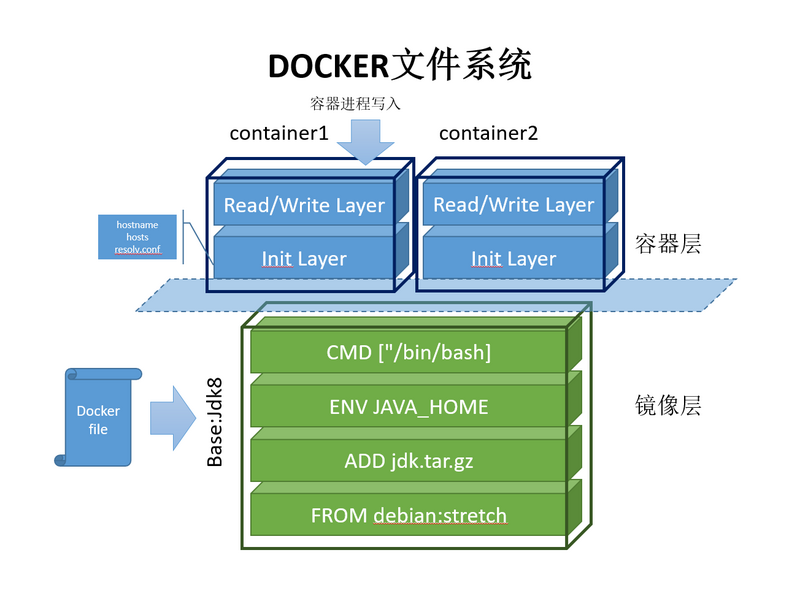 DOCKER文件系统
容器进程写入
container1
container2
Read/Write Layer
Read/Write Layer
hostname
hosts
resolv.conf
Init Layer
Init Layer
容器层
CMD ["/bin/bash]
ENV JAVA_HOME
ADD jdk.tar.gz
FROM debian:stretch
镜像层
Base:Jdk8
Docker
file